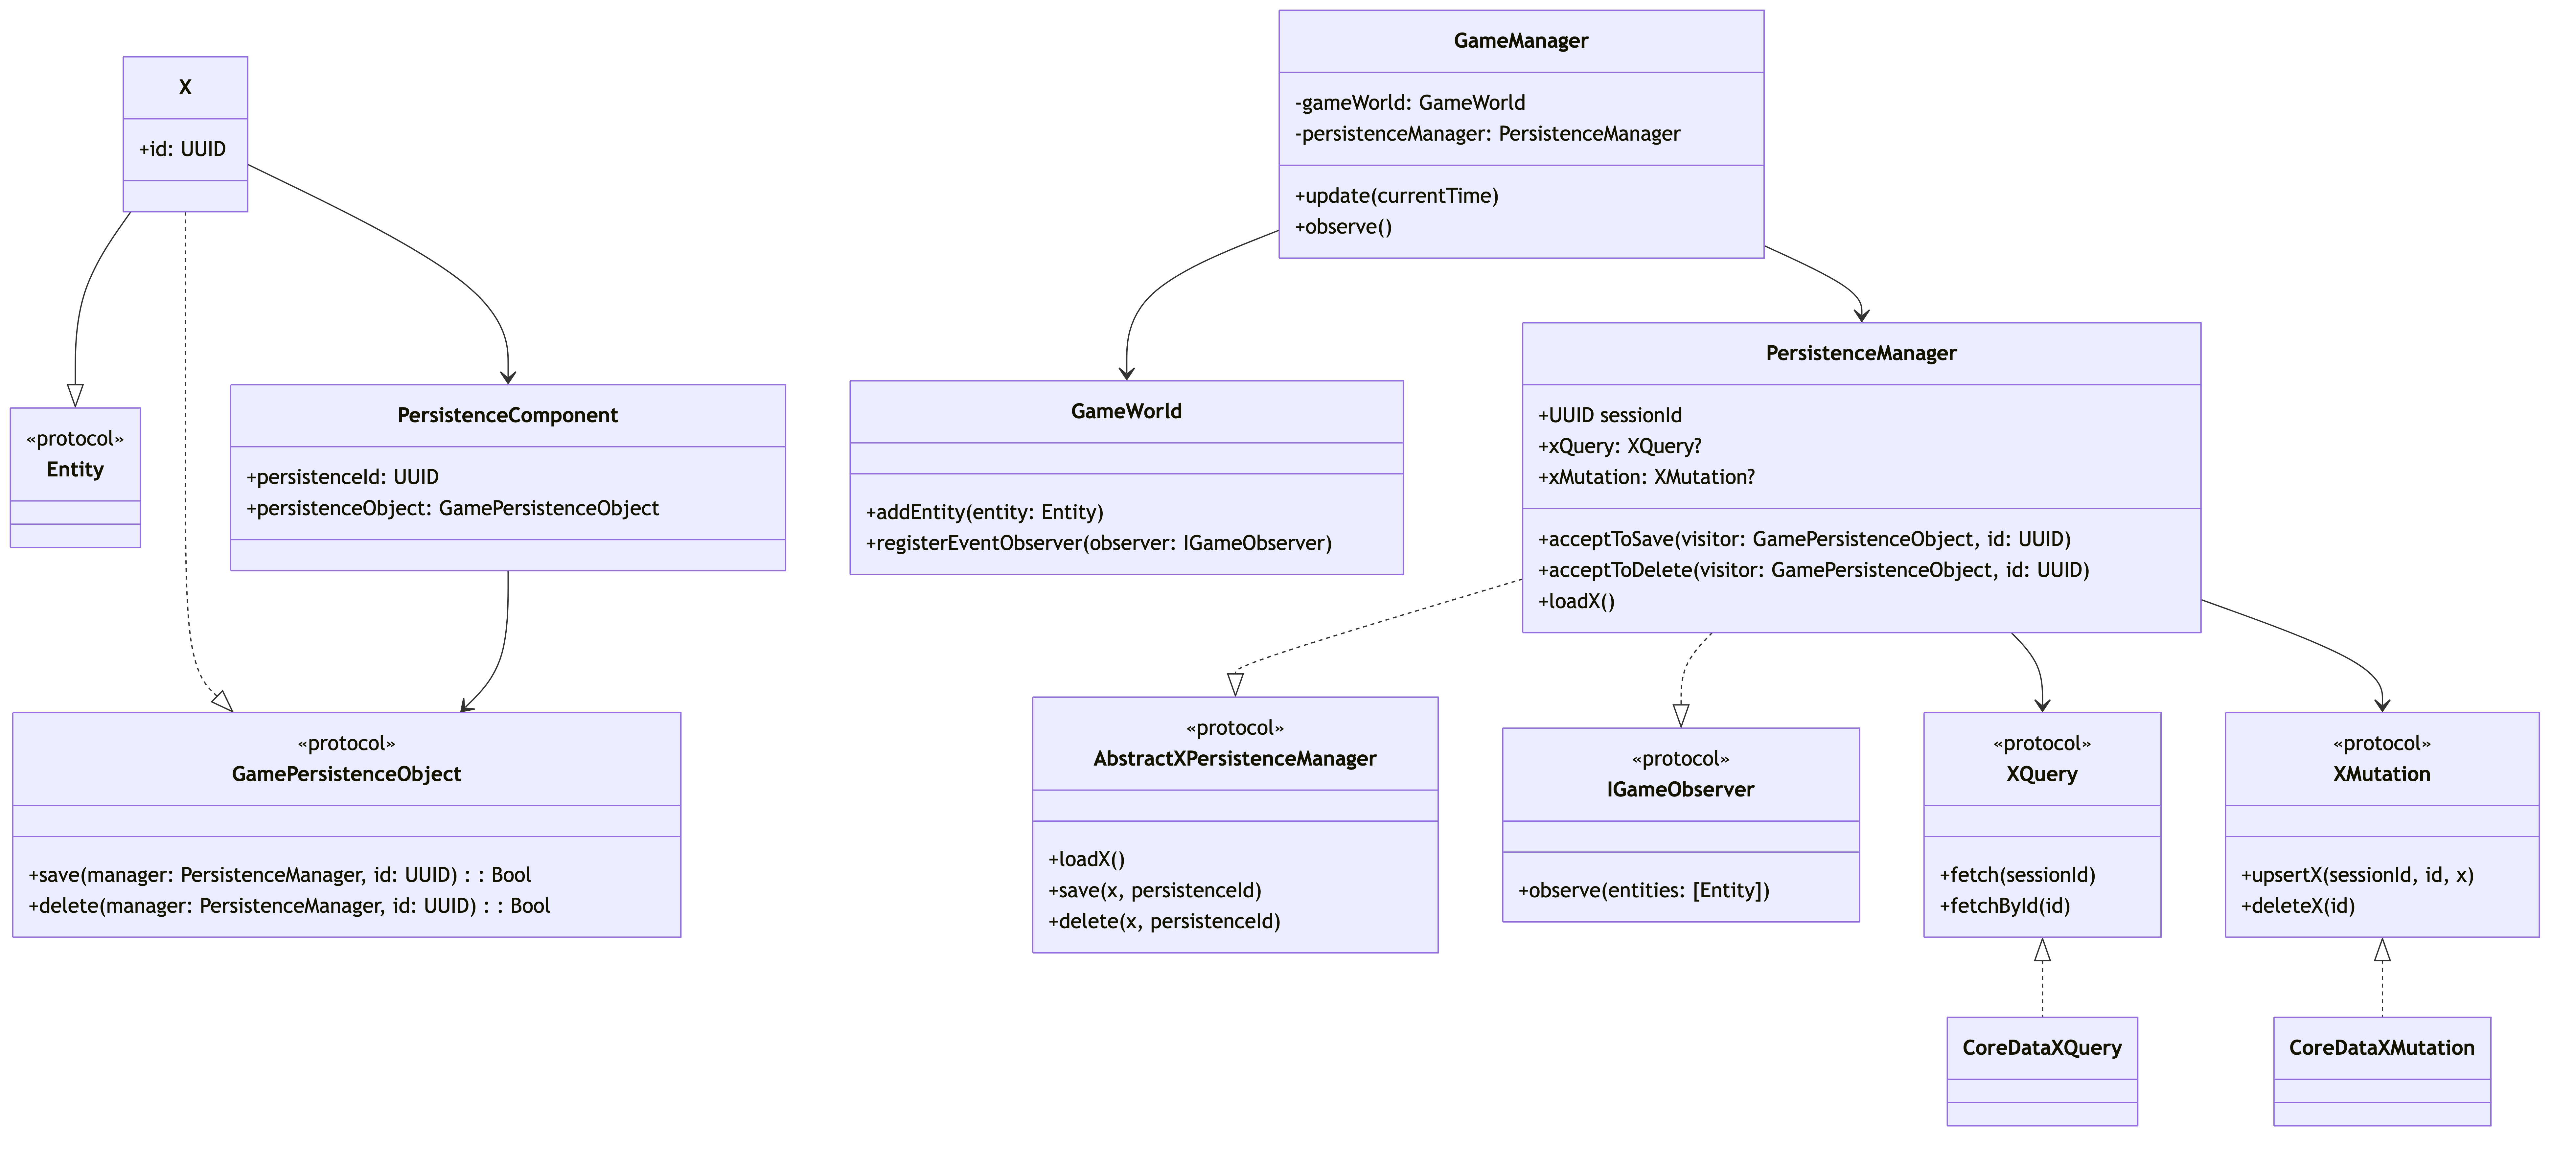 X
+id: UUID
«protocol»
Entity
PersistenceComponent
+persistenceId: UUID
+persistenceObject: GamePersistenceObject
«protocol»
GamePersistenceObject
+save(manager: PersistenceManager, id: UUID) : : Bool
+delete(manager: PersistenceManager, id: UUID) : : Bool
GameManager
-gameWorld: GameWorld
-persistenceManager: PersistenceManager
+update(currentTime)
+observe()
GameWorld
+addEntity(entity: Entity)
+registerEventObserver(observer: IGameObserver)
PersistenceManager
+UUID sessionId
+xQuery: XQuery?
+xMutation: XMutation?
+acceptToSave(visitor: GamePersistenceObject, id: UUID)
+acceptToDelete(visitor: GamePersistenceObject, id: UUID)
+loadX()
«protocol»
AbstractXPersistenceManager
+loadX()
+save(x, persistenceId)
+delete(x, persistenceId)
«protocol»
IGameObserver
+observe(entities: [Entity])
«protocol»
XQuery
+fetch(sessionId)
+fetchById(id)
«protocol»
XMutation
+upsertX(sessionId, id, x)
+deleteX(id)
CoreDataXQuery
CoreDataXMutation